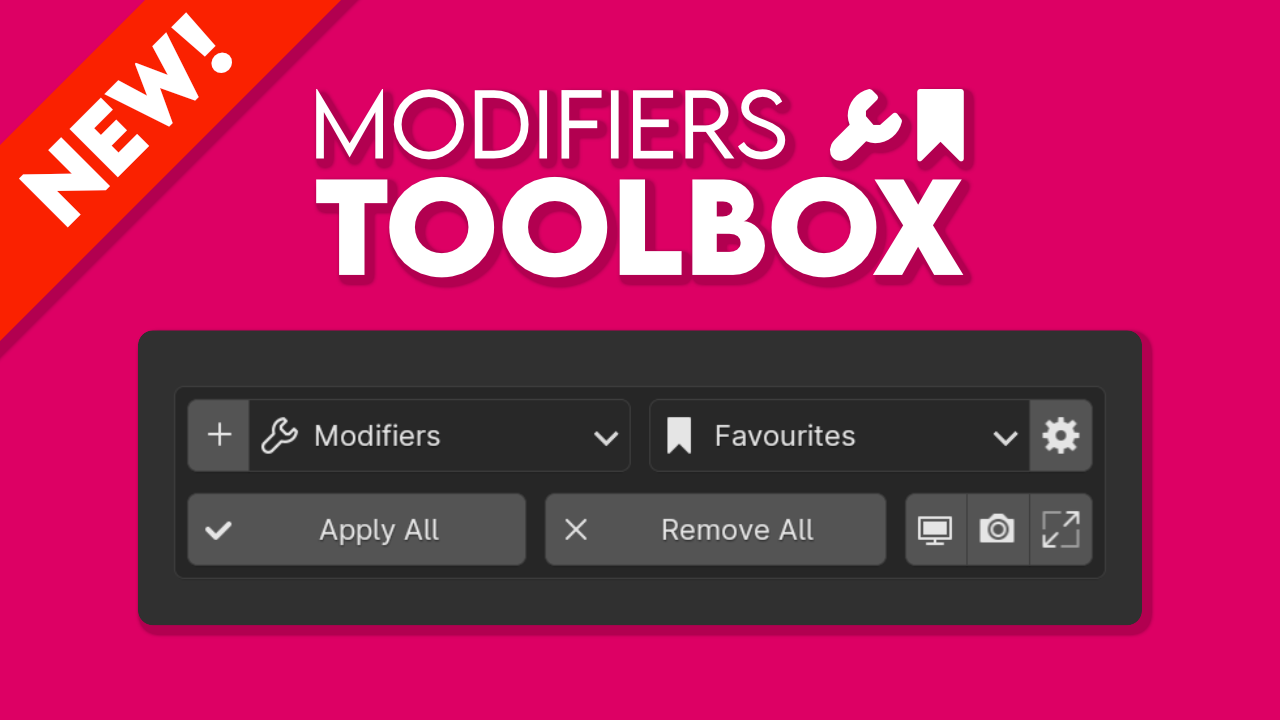 NEW!
MODIFIERS
TOOLBOX
Modifiers
Favourites
Apply All
Remove All